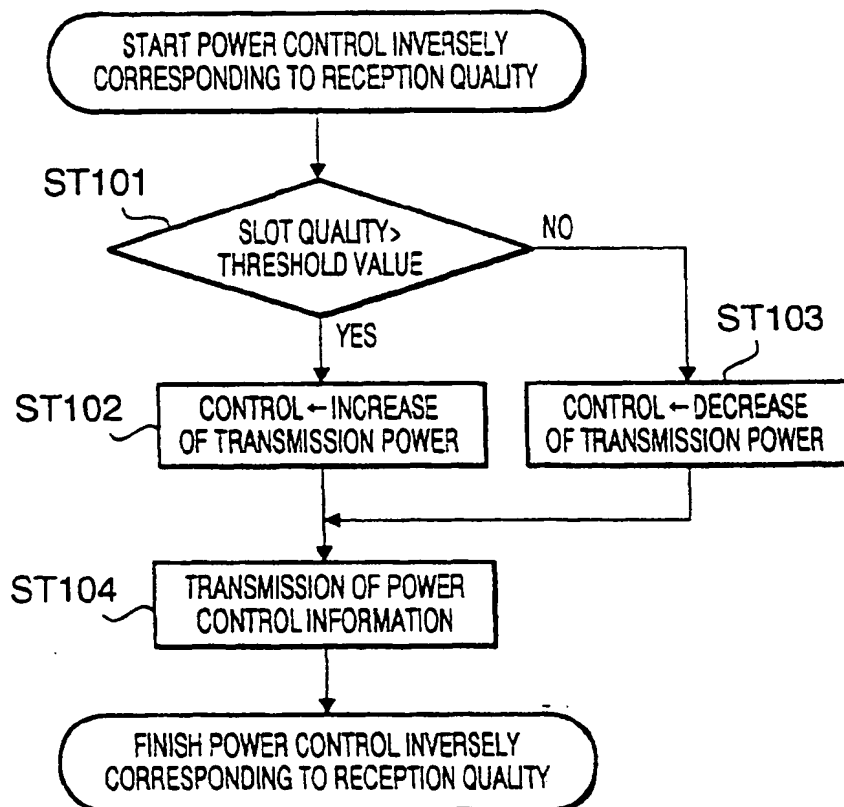 START POWER CONTROL INVERSELY
CORRESPONDING TO RECEPTION QUALITY
ST101
SLOT QUALITY>
THRESHOLD VALUE
NO
YES
ST103
ST102
CONTROL←INCREASE
OF TRANSMISSION POWER
CONTROL←DECREASE
OF TRANSMISSION POWER
ST104
TRANSMISSION OF POWER
CONTROL INFORMATION
FINISH POWER CONTROL INVERSELY
CORRESPONDING TO RECEPTION QUALITY